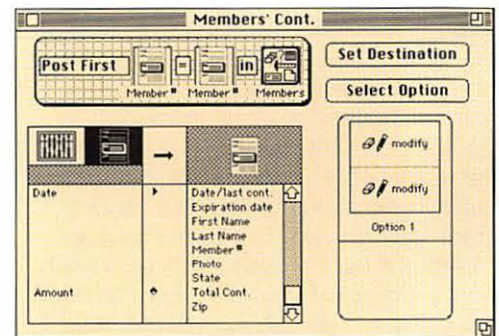 Members' Cont.
Post First
=
in
Member■ Member■ Members
Set Destination
Select Option
modify
modify
Option 1
Date
Amount
Date/last cont.
Expiration date
First Name
Last Name
Member■
Photo
State
Total Cont.
Zip